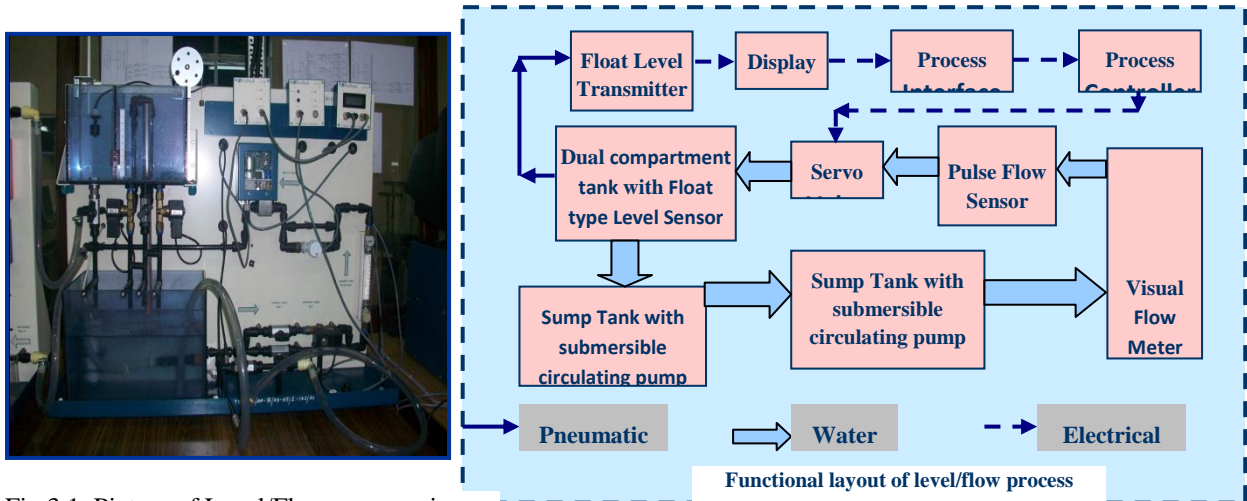 Float Level
Transmitter
Display
Process
Interface
Process
Controller
Dual compartment
tank with Float
type Level Sensor
Servo
Pulse Flow
Sensor
Sump Tank with
submersible
circulating pump
Sump Tank with
submersible
circulating pump
Visual
Flow
Meter
Pneumatic
Water
Electrical
Functional layout of level/flow process